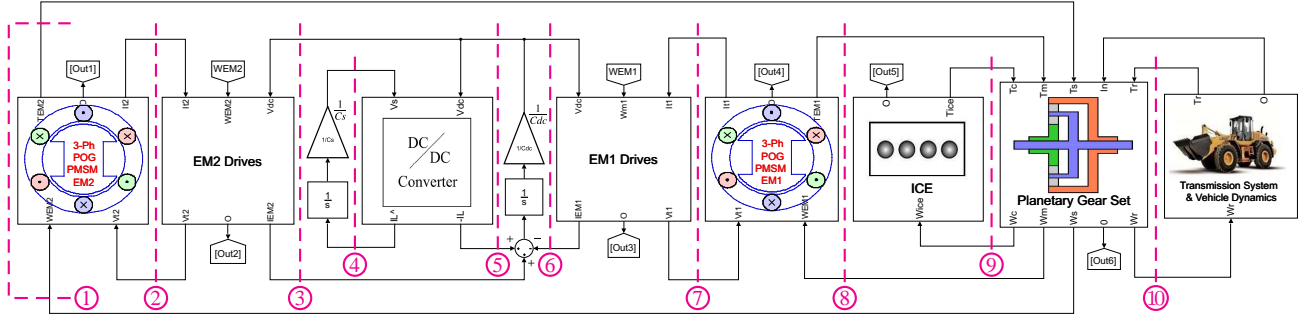 [Out1]
TEM2
O
It2
3-Ph
POG
PMSM
EM2
WEM2
Vt2
1
2
WEM2
It2
WEM2
Vdc
EM2 Drives
Vt2
O
IEM2
[Out2]
3
1/Cs
1/Cs
1/s
4
Vs
Vdc
DC/DC
Converter
IL^
-IL
5
1/Cdc
1/Cdc
1/s
+
−
+
6
WEM1
Vdc
Wm1
It1
EM1 Drives
IEM1
O
Vt1
[Out3]
7
[Out4]
It1
O
TEM1
3-Ph
POG
PMSM
EM1
Vt1
WEM1
8
[Out5]
O
Tice
ICE
Wice
9
Tc
Tm
Ts
In
Tr
Planetary Gear Set
Wc
Wm
Ws
O
Wr
[Out6]
10
Tr
O
Transmission System
& Vehicle Dynamics
Wr